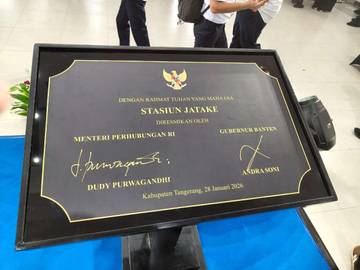 DENGAN RAHMAT TUHAN YANG MAHA ESA
STASIUN JATAKE
DIRESMIKAN OLEH
MENTERI PERHUBUNGAN RI
GUBERNUR BANTEN
DUDY PURWAGANDHI
ANDRA SONI
Kabupaten Tangerang, 28 Januari 2026